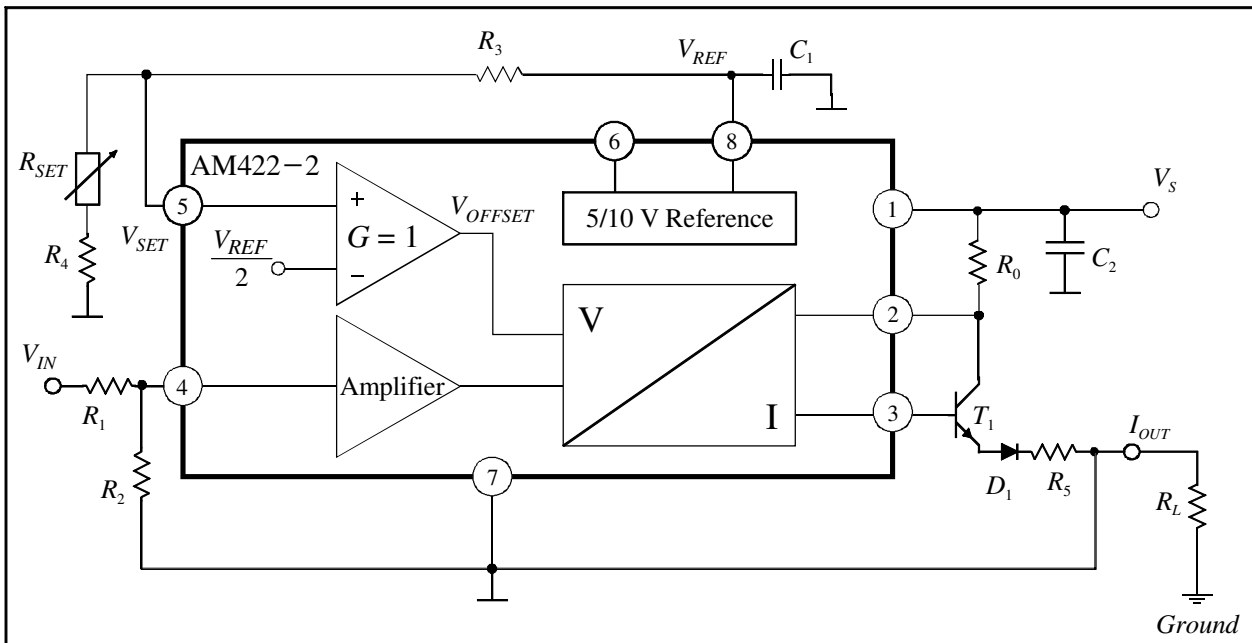 R3
VREF
C1
6
8
RSET
AM422−2
VS
5
+
VOFFSET
5/10 V Reference
1
VSET
G = 1
R4
VREF
2
−
R0
C2
V
2
VIN
4
Amplifier
R1
I
3
T1
IOUT
7
D1
R5
R2
RL
Ground